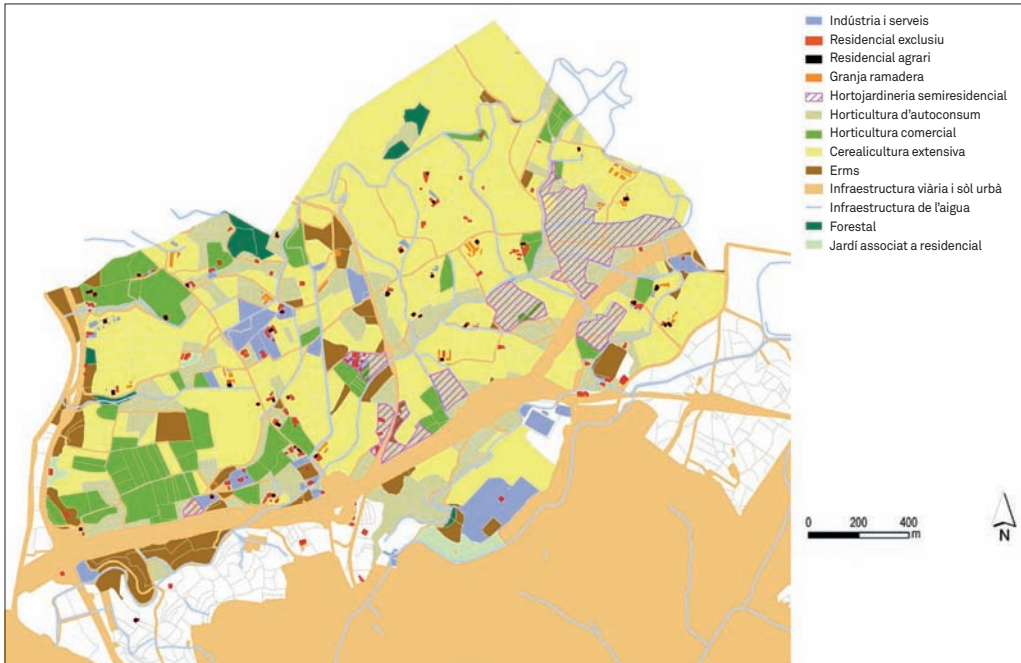 Indústria i serveis
Residencial exclusiu
Residencial agrari
Granja ramadera
Hortojardineria semiresidencial
Horticultura d'autoconsum
Horticultura comercial
Cerealicultura extensiva
Erms
Infraestructura viària i sòl urbà
Infraestructura de l'aigua
Forestal
Jardí associat a residencial
0 200 400
m
N